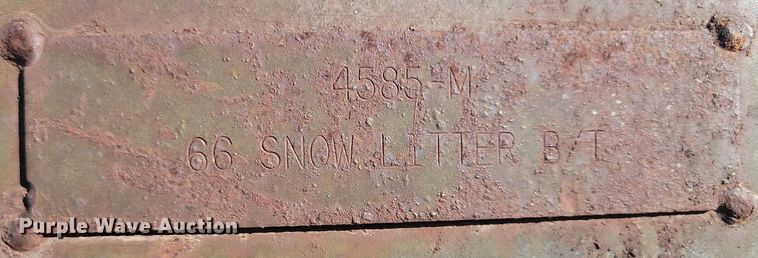 4585-M
66 SNOW LITTER B/T
Purple Wave Auction